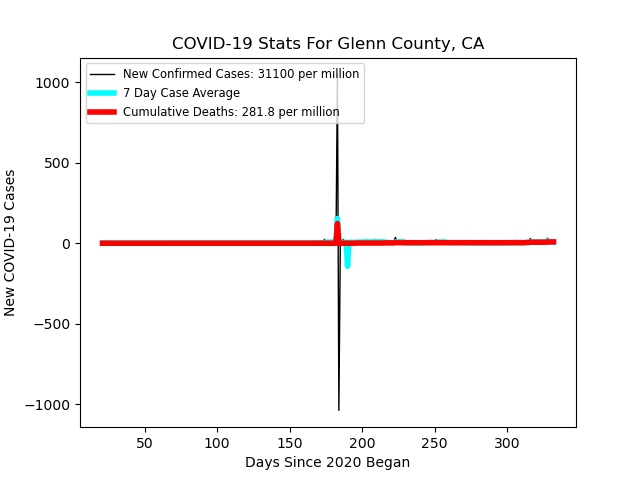 COVID-19 Stats For Glenn County, CA
New Confirmed Cases: 31100 per million
7 Day Case Average
Cumulative Deaths: 281.8 per million
1000
500
0
−500
−1000
New COVID-19 Cases
50 100 150 200 250 300
Days Since 2020 Began